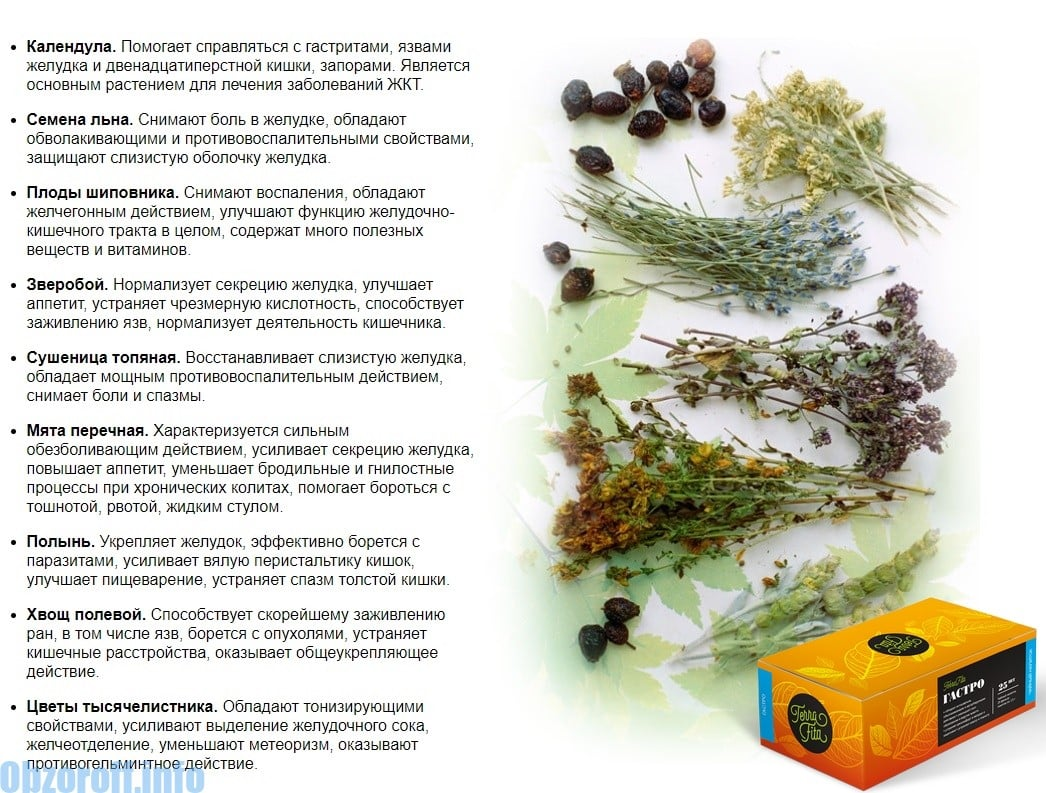 Календула. Помогает справляться с гастритами, язвами
желудка и двенадцатиперстной кишки, запорами. Является
основным растением для лечения заболеваний ЖКТ.
Семена льна. Снимают боль в желудке, обладают
обволакивающими и противовоспалительными свойствами,
защищают слизистую оболочку желудка.
Плоды шиповника. Снимают воспаления, обладают
желчегонным действием, улучшают функцию желудочно-
кишечного тракта в целом, содержат много полезных
веществ и витаминов.
Зверобой. Нормализует секрецию желудка, улучшает
аппетит, устраняет чрезмерную кислотность, способствует
заживлению язв, нормализует деятельность кишечника.
Сушеница топяная. Восстанавливает слизистую желудка,
обладает мощным противовоспалительным действием,
снимает боли и спазмы.
Мята перечная. Характеризуется сильным
обезболивающим действием, усиливает секрецию желудка,
повышает аппетит, уменьшает бродильные и гнилостные
процессы при хронических колитах, помогает бороться с
тошнотой, рвотой, жидким стулом.
Полынь. Укрепляет желудок, эффективно борется с
паразитами, усиливает вялую перистальтику кишок,
улучшает пищеварение, устраняет спазм толстой кишки.
Хвощ полевой. Способствует скорейшему заживлению
ран, в том числе язв, борется с опухолями, устраняет
кишечные расстройства, оказывает общеукрепляющее
действие.
Цветы тысячелистника. Обладают тонизирующими
свойствами, усиливают выделение желудочного сока,
желчеотделение, уменьшают метеоризм, оказывают
противогельминтное действие.
Obzoroff.info
Terra
Fita
Terra Fita
ГАСТРО
25
ГАСТРО